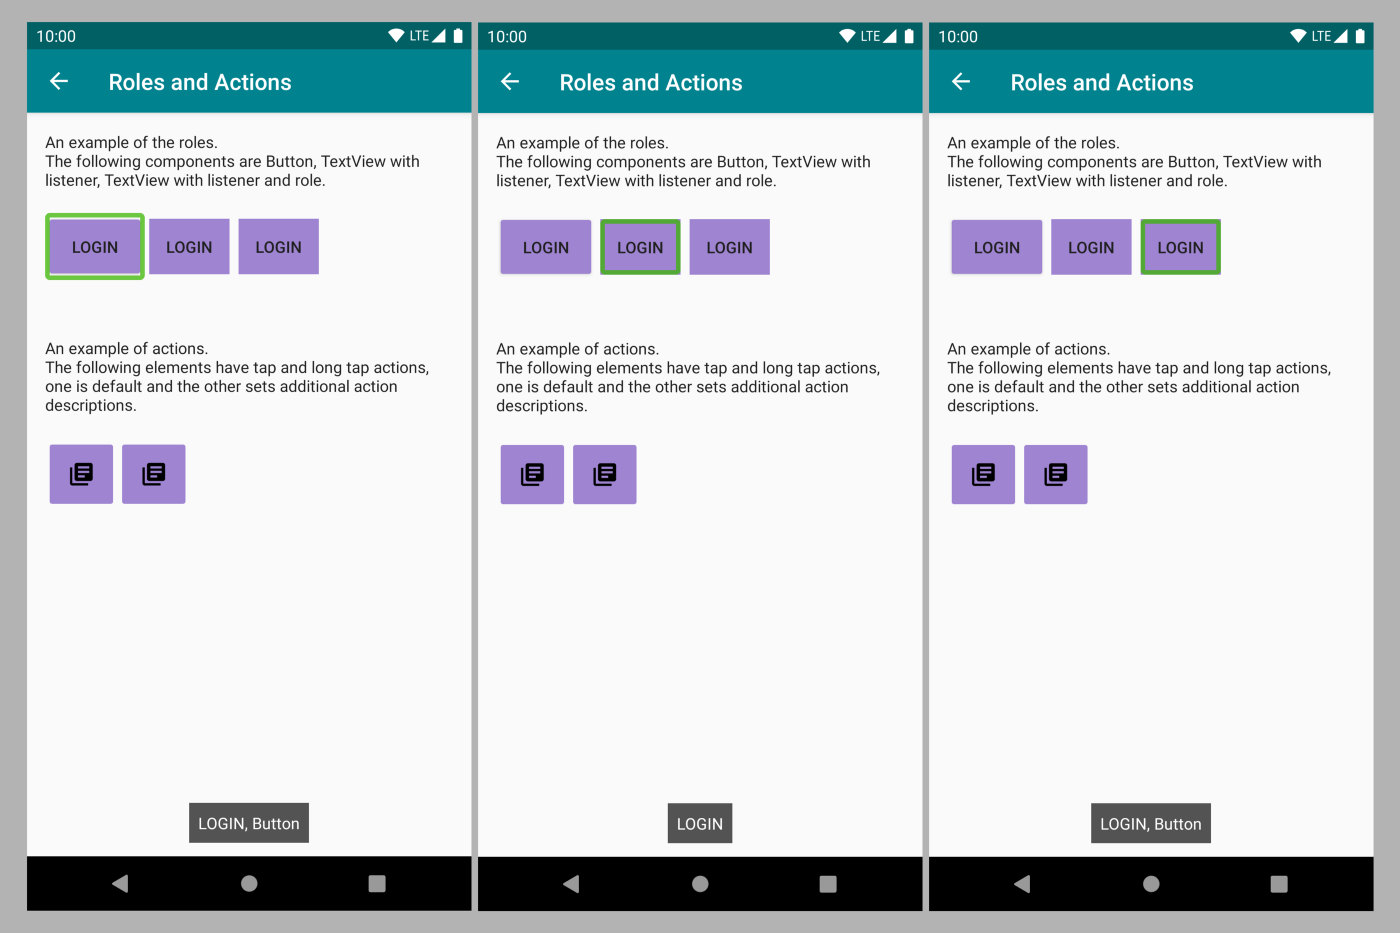 10:00 LTE
Roles and Actions
An example of the roles.
The following components are Button, TextView with
listener, TextView with listener and role.
LOGIN LOGIN LOGIN
An example of actions.
The following elements have tap and long tap actions,
one is default and the other sets additional action
descriptions.
LOGIN, Button
10:00 LTE
Roles and Actions
An example of the roles.
The following components are Button, TextView with
listener, TextView with listener and role.
LOGIN LOGIN LOGIN
An example of actions.
The following elements have tap and long tap actions,
one is default and the other sets additional action
descriptions.
LOGIN
10:00 LTE
Roles and Actions
An example of the roles.
The following components are Button, TextView with
listener, TextView with listener and role.
LOGIN LOGIN LOGIN
An example of actions.
The following elements have tap and long tap actions,
one is default and the other sets additional action
descriptions.
LOGIN, Button